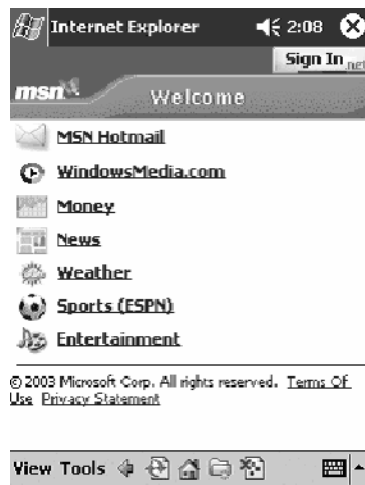 Internet Explorer 2:08
Sign In .net
msn Welcome
MSN Hotmail
WindowsMedia.com
Money
News
Weather
Sports (ESPN)
Entertainment
© 2003 Microsoft Corp. All rights reserved. Terms Of
Use Privacy Statement
View Tools